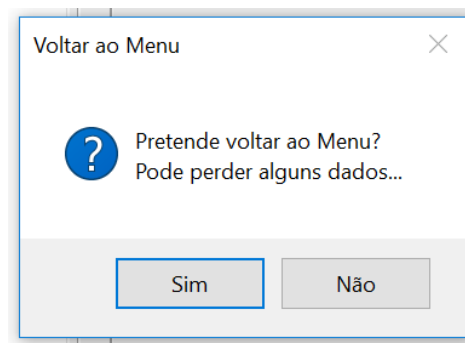 Voltar ao Menu
Pretende voltar ao Menu?
Pode perder alguns dados...
Sim
Não